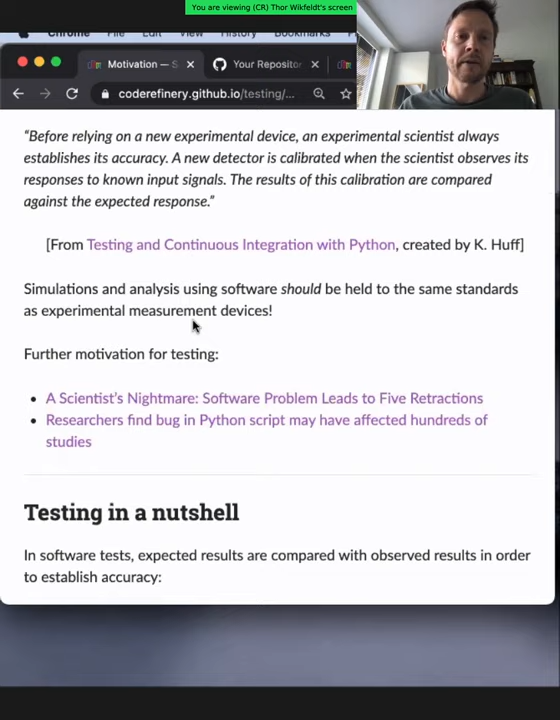 You are viewing (CR) Thor Wikfeldt's screen
Chrome File Edit View History Bookmarks
Motivation — S
Your Repositor
coderefinery.github.io/testing/...
“Before relying on a new experimental device, an experimental scientist always
establishes its accuracy. A new detector is calibrated when the scientist observes its
responses to known input signals. The results of this calibration are compared
against the expected response.”
[From Testing and Continuous Integration with Python, created by K. Huff]
Simulations and analysis using software should be held to the same standards
as experimental measurement devices!
Further motivation for testing:
• A Scientist’s Nightmare: Software Problem Leads to Five Retractions
• Researchers find bug in Python script may have affected hundreds of
studies
Testing in a nutshell
In software tests, expected results are compared with observed results in order
to establish accuracy: